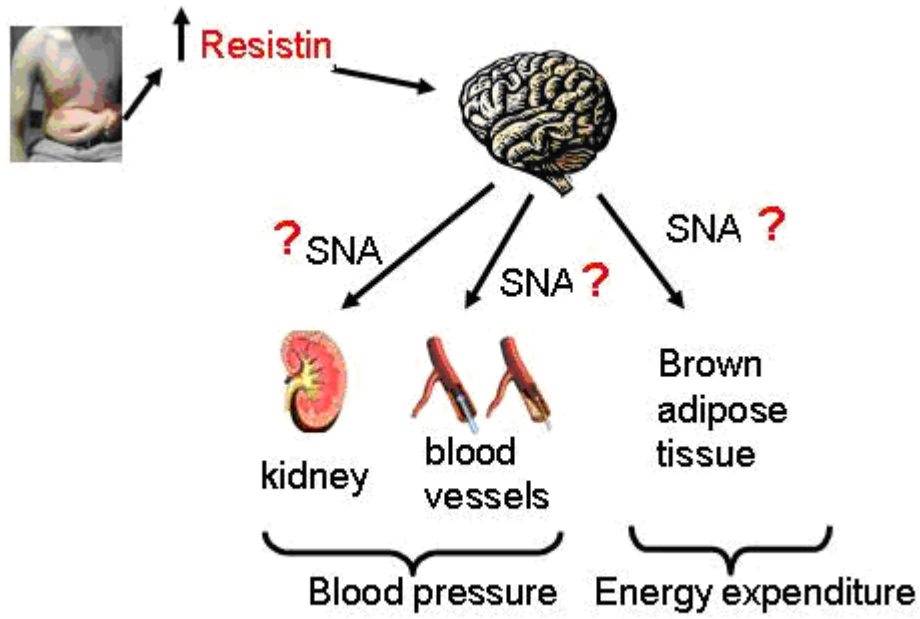 Resistin
? SNA
SNA ?
SNA ?
Brown
adipose
tissue
kidney
blood
vessels
Blood pressure
Energy expenditure